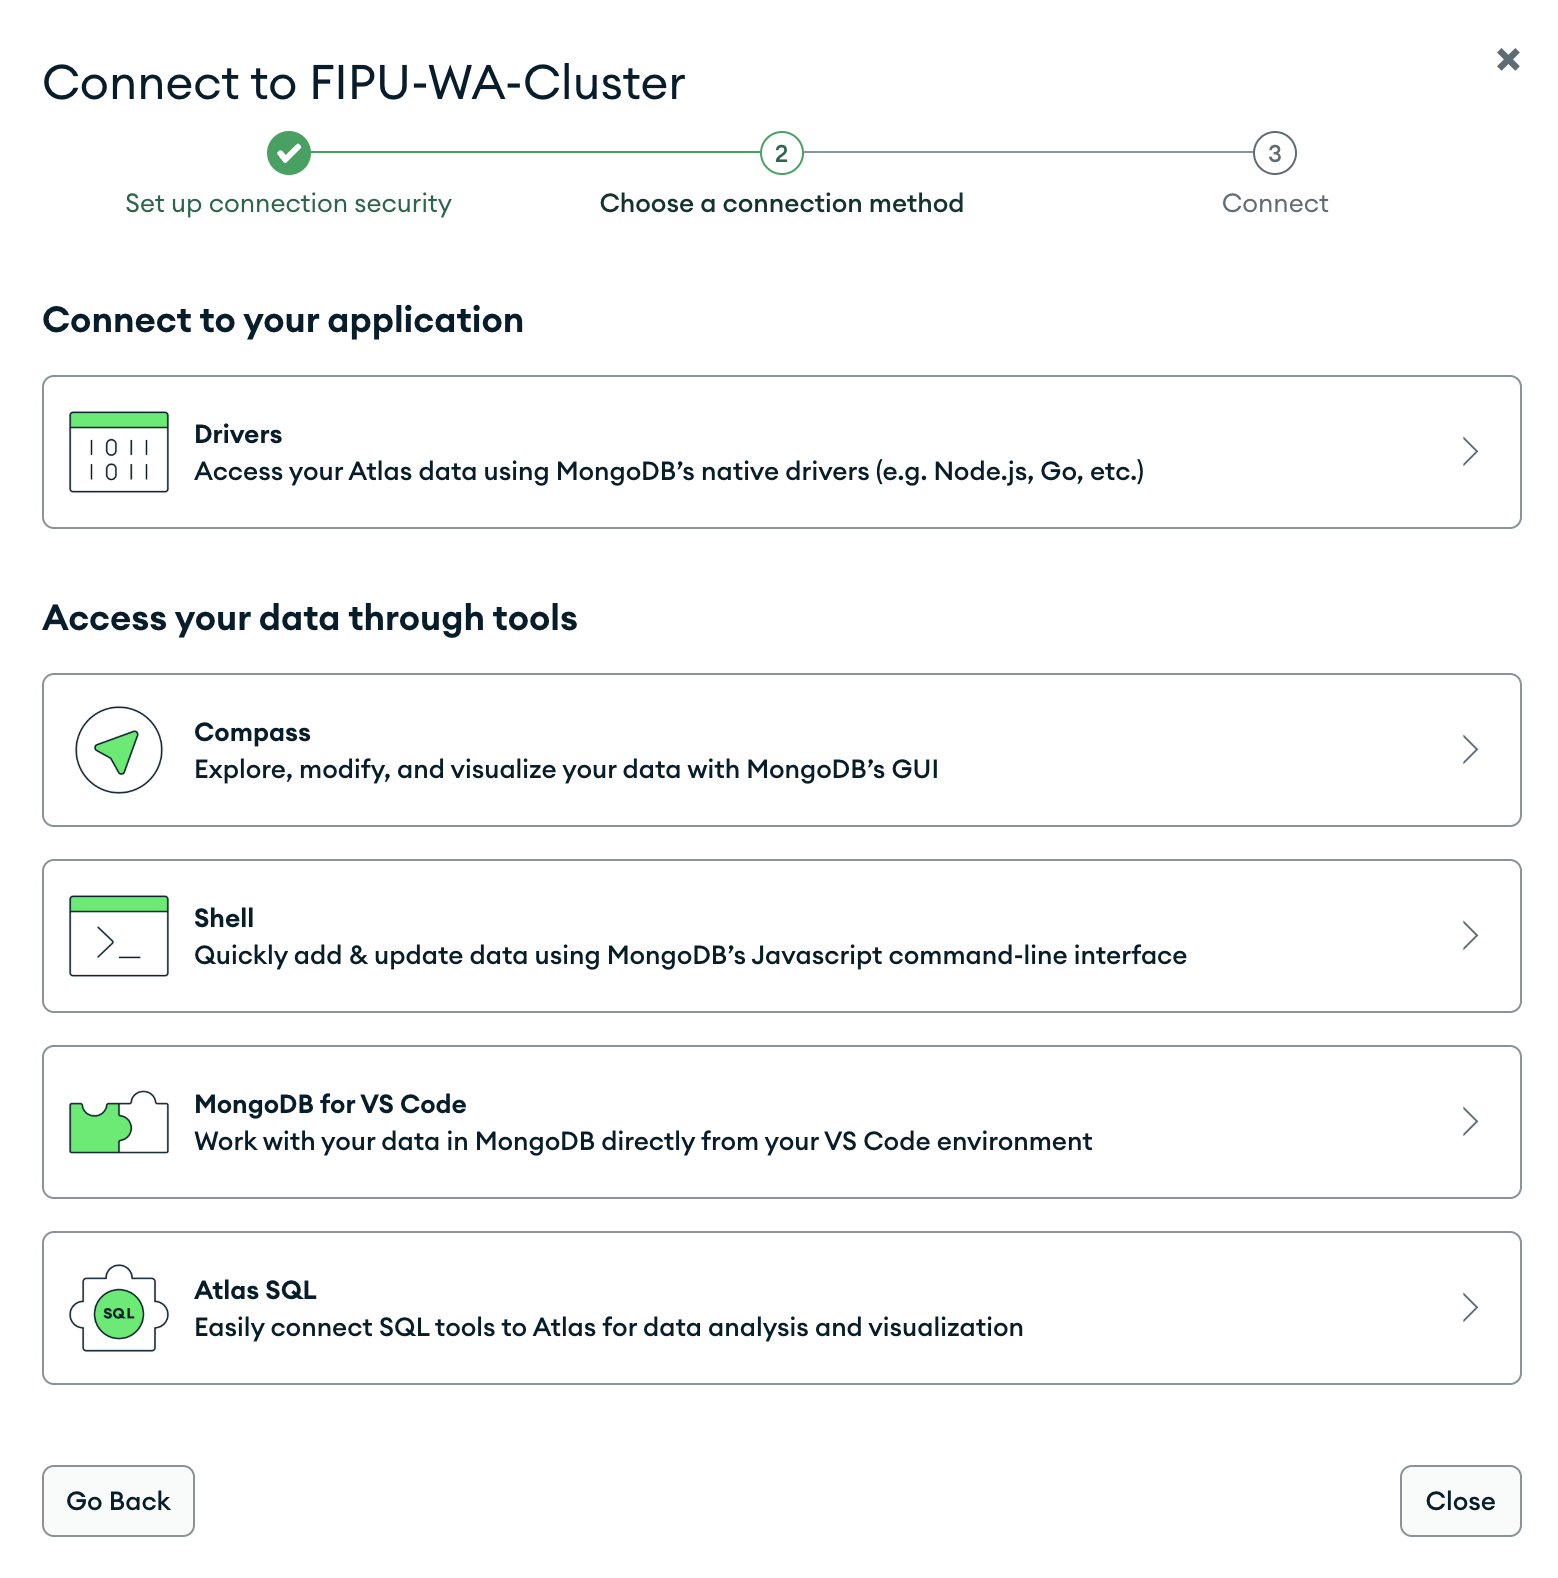 Connect to FIPU-WA-Cluster
2
3
Set up connection security
Choose a connection method
Connect
Connect to your application
1011
1011
Drivers
Access your Atlas data using MongoDB’s native drivers (e.g. Node.js, Go, etc.)
Access your data through tools
Compass
Explore, modify, and visualize your data with MongoDB’s GUI
>_
Shell
Quickly add & update data using MongoDB’s Javascript command-line interface
MongoDB for VS Code
Work with your data in MongoDB directly from your VS Code environment
SQL
Atlas SQL
Easily connect SQL tools to Atlas for data analysis and visualization
Go Back
Close